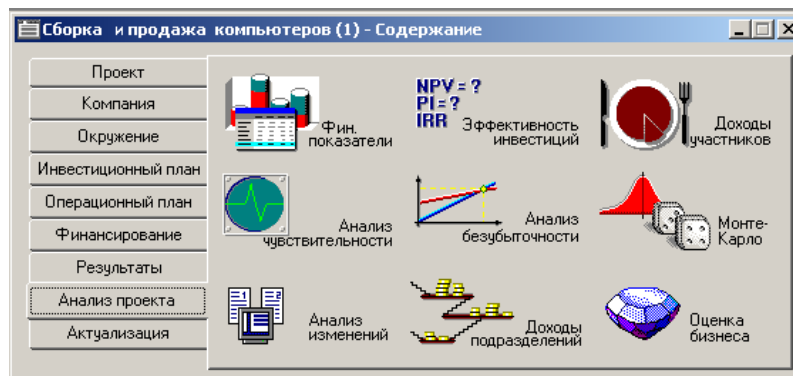 Сборка и продажа компьютеров (1) - Содержание
Проект
Компания
Окружение
Инвестиционный план
Операционный план
Финансирование
Результаты
Анализ проекта
Актуализация
Фин.
показатели
NPV = ?
PI = ?
IRR
Эффективность
инвестиций
Доходы
участников
Анализ
чувствительности
Анализ
безубыточности
Монте-
Карло
1 2
Анализ
изменений
Доходы
подразделений
Оценка
бизнеса